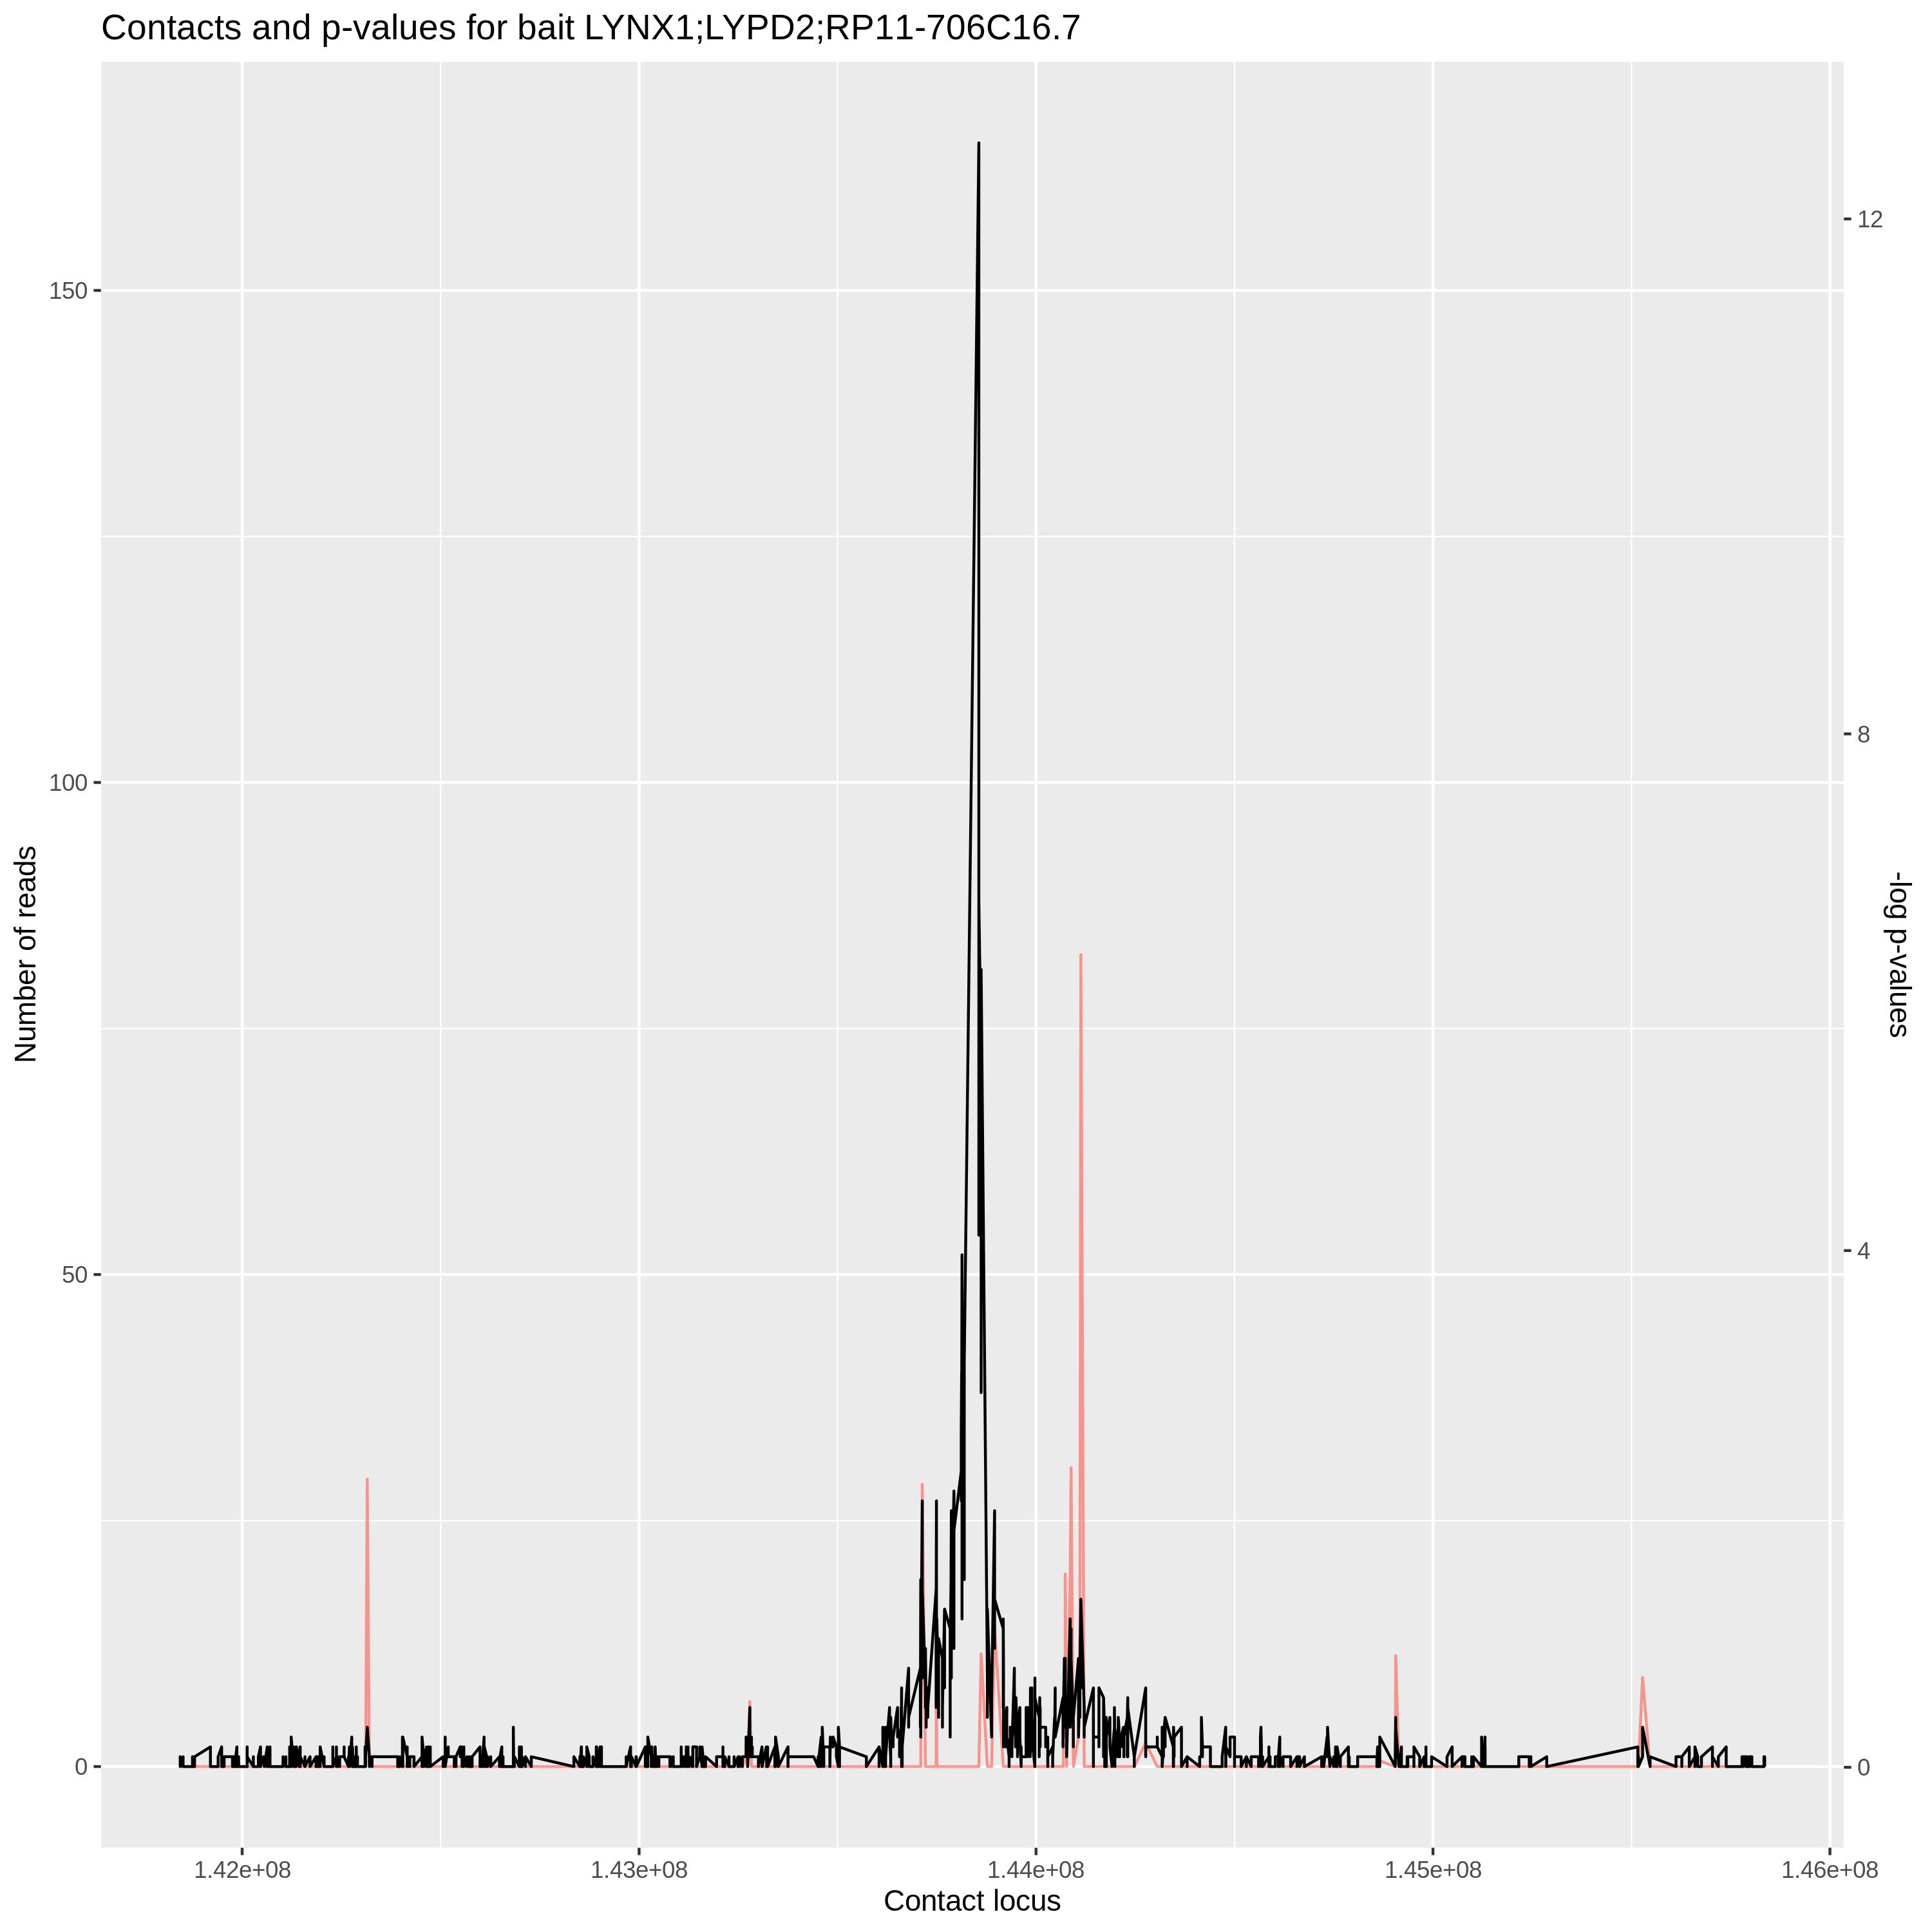 Contacts and p-values for bait LYNX1;LYPD2;RP11-706C16.7
150
100
50
0
12
8
4
0
Number of reads
-log p-values
1.42e+08
1.43e+08
1.44e+08
1.45e+08
1.46e+08
Contact locus